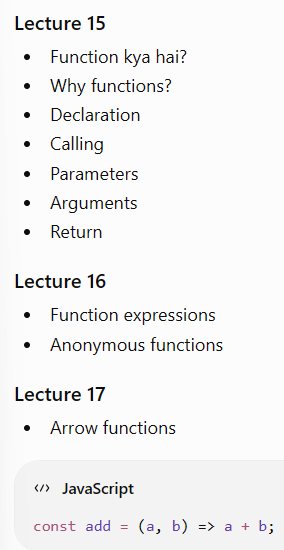 Lecture 15
Function kya hai?
Why functions?
Declaration
Calling
Parameters
Arguments
Return
Lecture 16
Function expressions
Anonymous functions
Lecture 17
Arrow functions
</> JavaScript
const add = (a, b) => a + b;